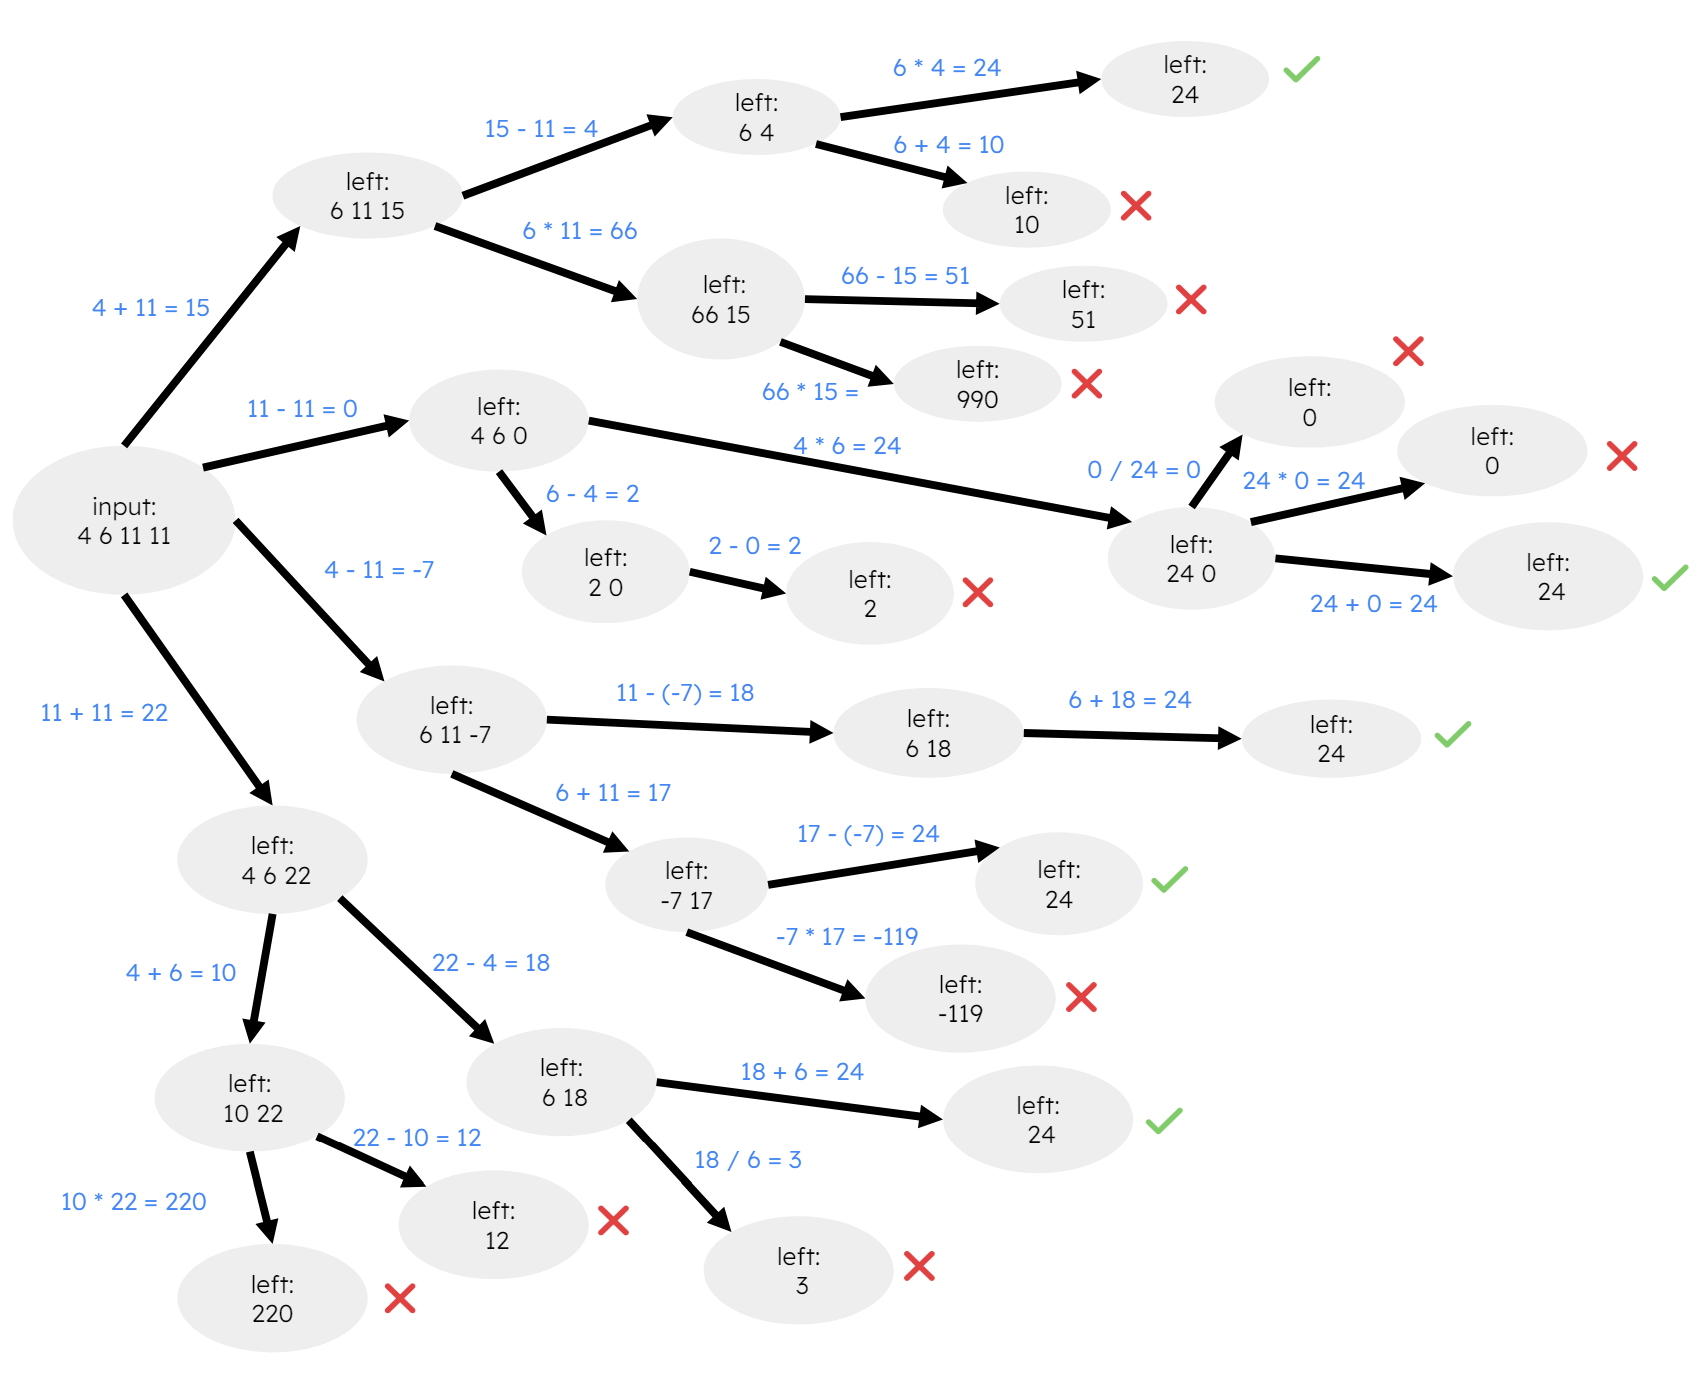 6 * 4 = 24
left:
24
15 - 11 = 4
left:
6 4
6 + 4 = 10
left:
10
left:
6 11 15
6 * 11 = 66
4 + 11 = 15
left:
66 15
66 - 15 = 51
left:
51
66 * 15 =
left:
990
11 - 11 = 0
left:
4 6 0
4 * 6 = 24
left:
0
0 / 24 = 0
24 * 0 = 24
left:
0
input:
4 6 11 11
6 - 4 = 2
left:
2 0
2 - 0 = 2
left:
2
left:
24 0
24 + 0 = 24
left:
24
4 - 11 = -7
left:
6 11 -7
11 - (-7) = 18
left:
6 18
6 + 18 = 24
left:
24
11 + 11 = 22
6 + 11 = 17
left:
-7 17
17 - (-7) = 24
left:
24
-7 * 17 = -119
left:
-119
left:
4 6 22
4 + 6 = 10
22 - 4 = 18
left:
10 22
left:
6 18
18 + 6 = 24
left:
24
22 - 10 = 12
left:
12
18 / 6 = 3
left:
3
10 * 22 = 220
left:
220